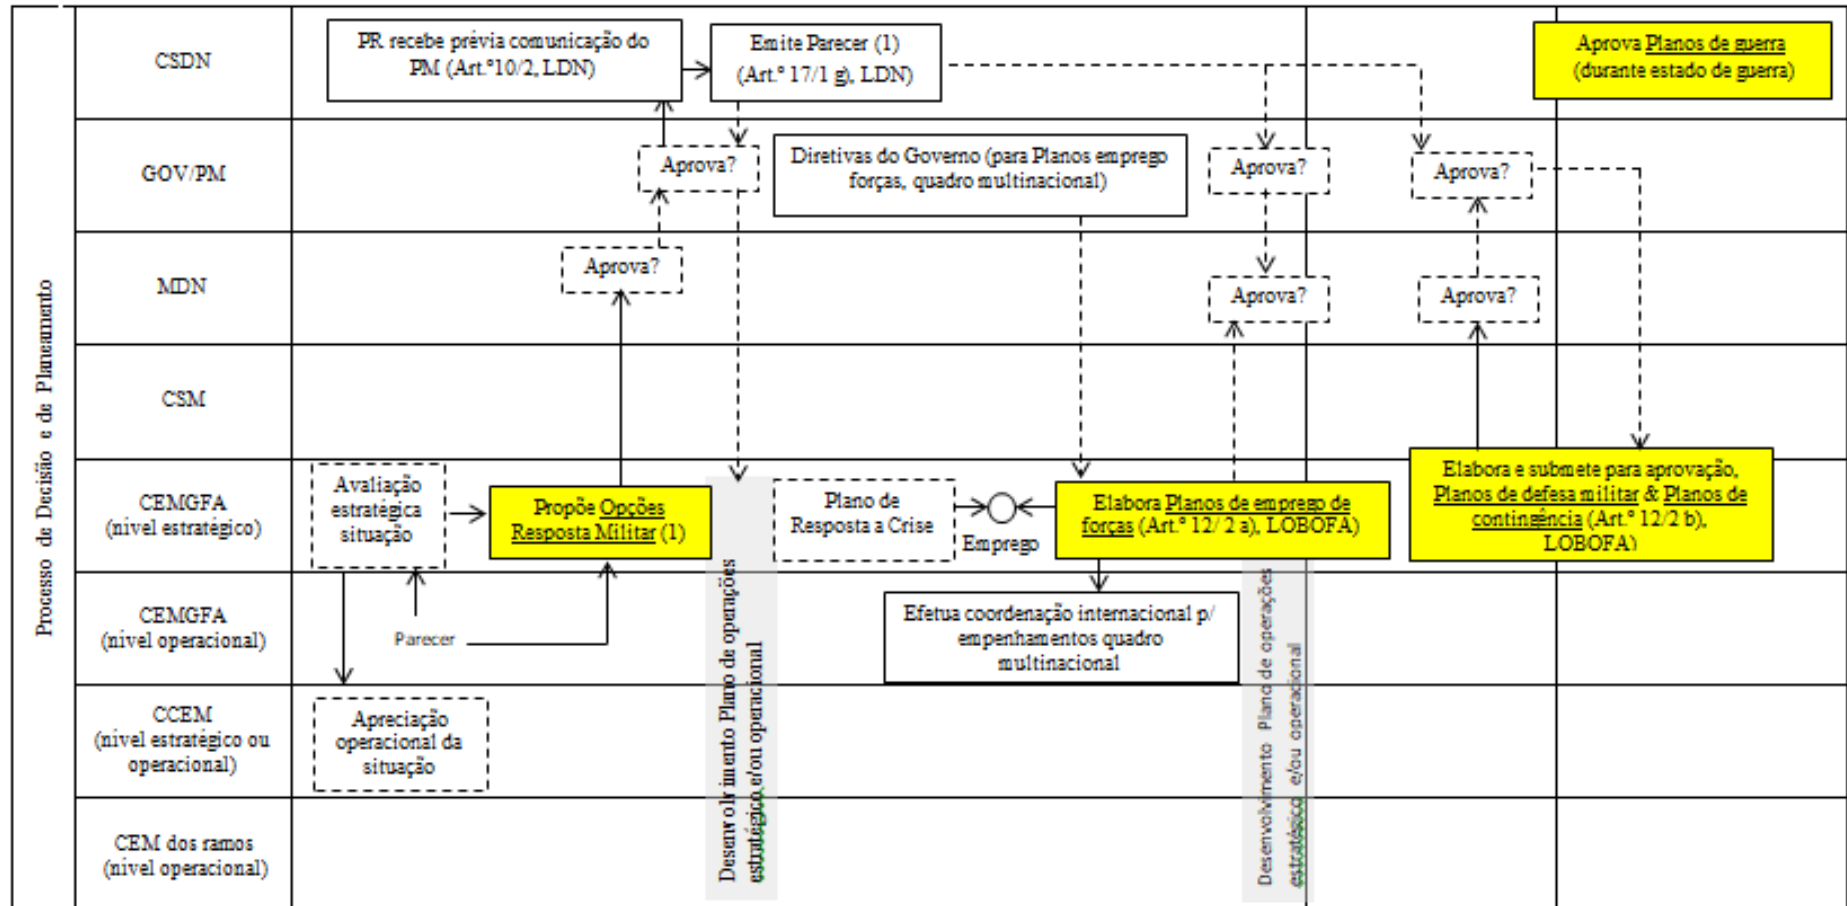 Processo de Decisão e de Planeamento
CSDN
PR recebe prévia comunicação do
PM (Art.º10/2, LDN)
Emite Parecer (1)
(Art.º 17/1 g), LDN)
Aprova Planos de guerra
(durante estado de guerra)
GOV/PM
Aprova?
Diretivas do Governo (para Planos emprego
forças, quadro multinacional)
Aprova?
Aprova?
MDN
Aprova?
Aprova?
Aprova?
CSM
CEMGFA
(nível estratégico)
Avaliação
estratégica
situação
Propõe Opções
Resposta Militar (1)
Plano de
Resposta a Crise
Emprego
Elabora Planos de emprego de
forças (Art.º 12/ 2 a), LOBOFA)
Elabora e submete para aprovação,
Planos de defesa militar & Planos de
contingência (Art.º 12/2 b),
LOBOFA)
CEMGFA
(nível operacional)
Parecer
Desenvolvimento Plano de operações
estratégico e/ou operacional
Efetua coordenação internacional p/
empenhamentos quadro
multinacional
Desenvolvimento Plano de operações
estratésico e/ou operacional
CCEM
(nível estratégico ou
operacional)
Apreciação
operacional da
situação
CEM dos ramos
(nível operacional)